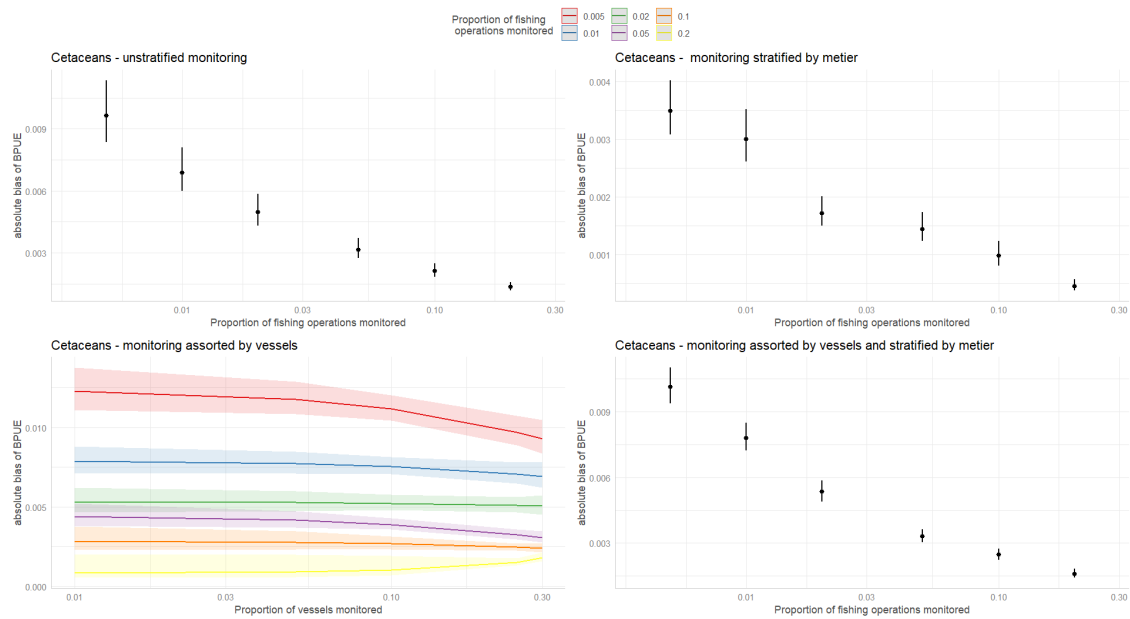 Proportion of fishing
operations monitored
0.005 0.02 0.1
0.01 0.05 0.2
Cetaceans - unstratified monitoring
absolute bias of BPUE
0.009
0.006
0.003
0.01 0.03 0.10 0.30
Proportion of fishing operations monitored
Cetaceans - monitoring stratified by metier
absolute bias of BPUE
0.004
0.003
0.002
0.001
0.01 0.03 0.10 0.30
Proportion of fishing operations monitored
Cetaceans - monitoring assorted by vessels
absolute bias of BPUE
0.010
0.005
0.000
0.01 0.03 0.10 0.30
Proportion of vessels monitored
Cetaceans - monitoring assorted by vessels and stratified by metier
absolute bias of BPUE
0.009
0.006
0.003
0.01 0.03 0.10 0.30
Proportion of fishing operations monitored